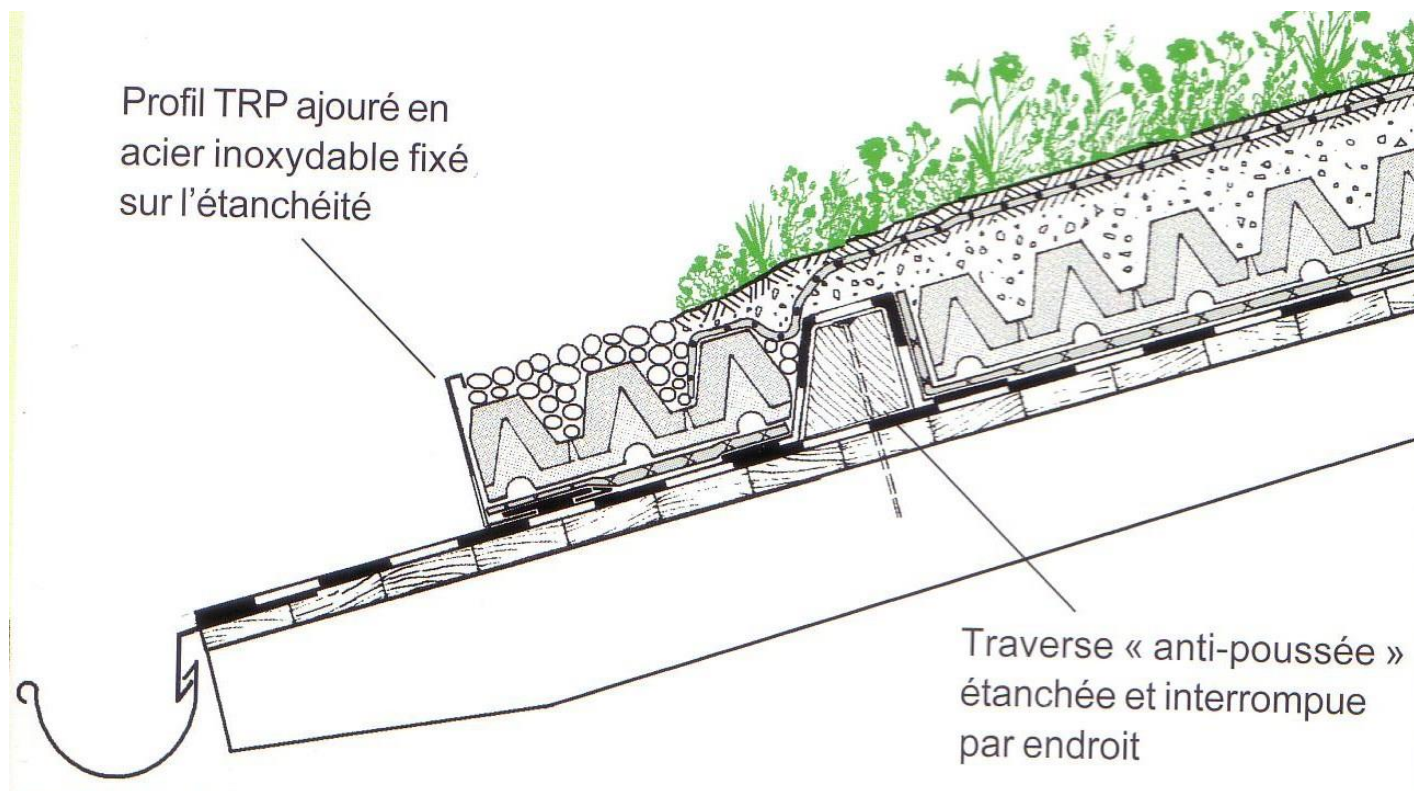 Profil TRP ajouré en
acier inoxydable fixé
sur l'étanchéité
Traverse « anti-poussée »
étanchée et interrompue
par endroit